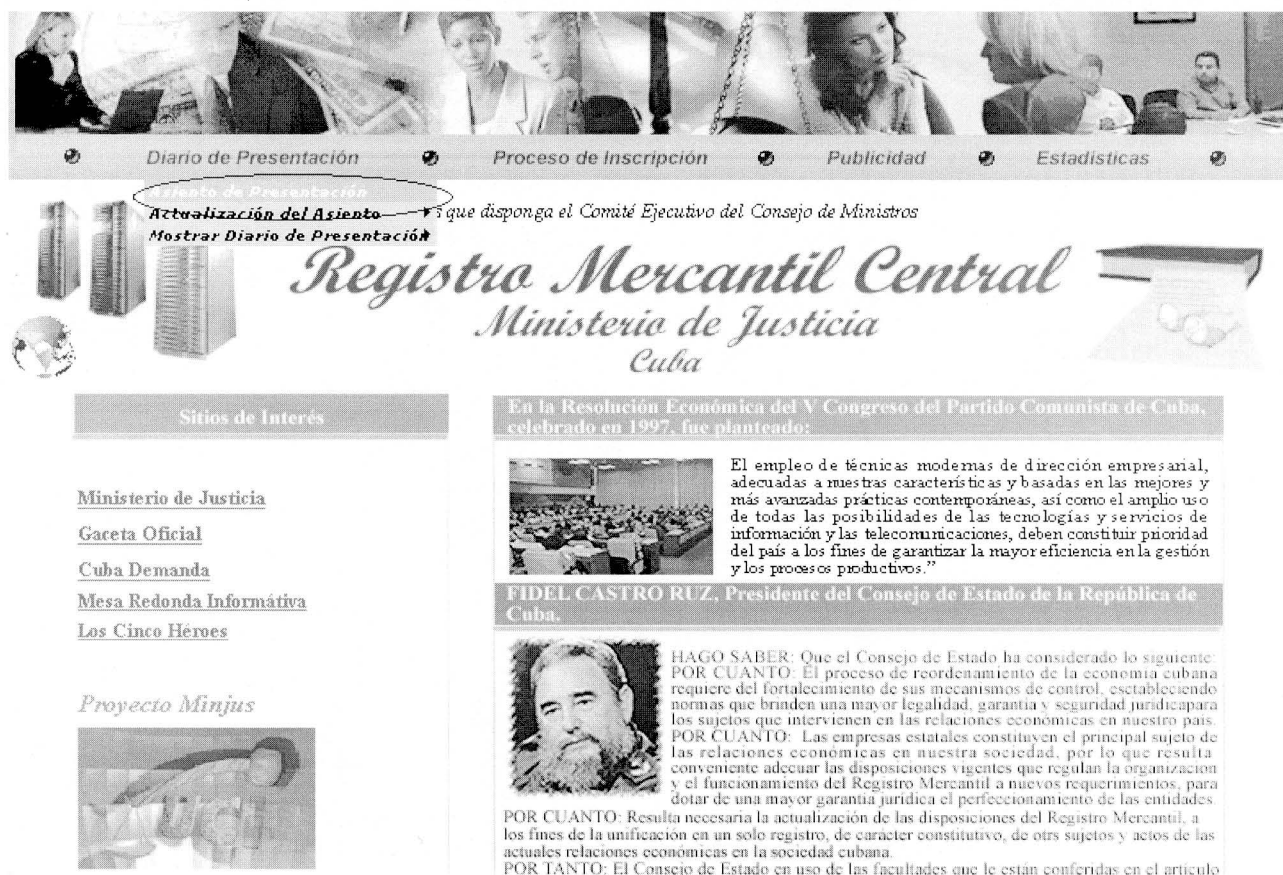 Diario de Presentación
Proceso de Inscripción
Publicidad
Estadisticas
Asiento de Presentación
Actualización del Asiento
Mostrar Diario de Presentación
que disponga el Comité Ejecutivo del Consejo de Ministros
Registro Mercantil Central
Ministerio de Justicia
Cuba
Sitios de Interés
Ministerio de Justicia
Gaceta Oficial
Cuba Demanda
Mesa Redonda Informátiva
Los Cinco Héroes
Proyecto Minjus
En la Resolución Económica del V Congreso del Partido Comunista de Cuba,
celebrado en 1997, fue planteado:
El empleo de técnicas modernas de dirección empresarial,
adecuadas a nuestras características y basadas en las mejores y
más avanzadas prácticas contemporáneas, así como el amplio uso
de todas las posibilidades de las tecnologías y servicios de
información y las telecomunicaciones, deben constituir prioridad
del país a los fines de garantizar la mayor eficiencia en la gestión
y los procesos productivos.”
FIDEL CASTRO RUZ, Presidente del Consejo de Estado de la República de
Cuba.
HAGO SABER: Que el Consejo de Estado ha considerado lo siguiente:
POR CUANTO: El proceso de reordenamiento de la economía cubana
requiere del fortalecimiento de sus mecanismos de control, esctableciendo
normas que brinden una mayor legalidad, garantía y seguridad jurídicapara
los sujetos que intervienen en las relaciones económicas en nuestro país.
POR CUANTO: Las empresas estatales constituyen el principal sujeto de
las relaciones económicas en nuestra sociedad, por lo que resulta
conveniente adecuar las disposiciones vigentes que regulan la organizacion
y el funcionamiento del Registro Mercantil a nuevos requerimientos, para
dotar de una mayor garantía jurídica el perfeccionamiento de las entidades.
POR CUANTO: Resulta necesaria la actualización de las disposiciones del Registro Mercantil, a
los fines de la unificación en un solo registro, de carácter constitutivo, de otrs sujetos y actos de las
actuales relaciones económicas en la sociedad cubana.
POR TANTO: El Consejo de Estado en uso de las facultades que le están conferidas en el artículo